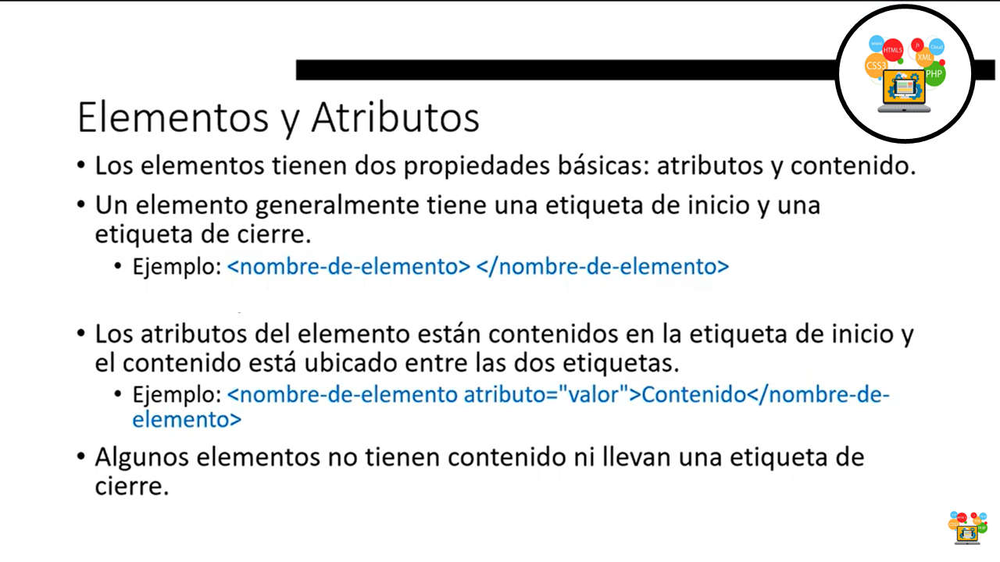 www
HTML5
CSS3
js
Cloud
XML
PHP
Elementos y Atributos
• Los elementos tienen dos propiedades básicas: atributos y contenido.
• Un elemento generalmente tiene una etiqueta de inicio y una
etiqueta de cierre.
• Ejemplo: <nombre-de-elemento> </nombre-de-elemento>
• Los atributos del elemento están contenidos en la etiqueta de inicio y
el contenido está ubicado entre las dos etiquetas.
• Ejemplo: <nombre-de-elemento atributo="valor">Contenido</nombre-de-
elemento>
• Algunos elementos no tienen contenido ni llevan una etiqueta de
cierre.